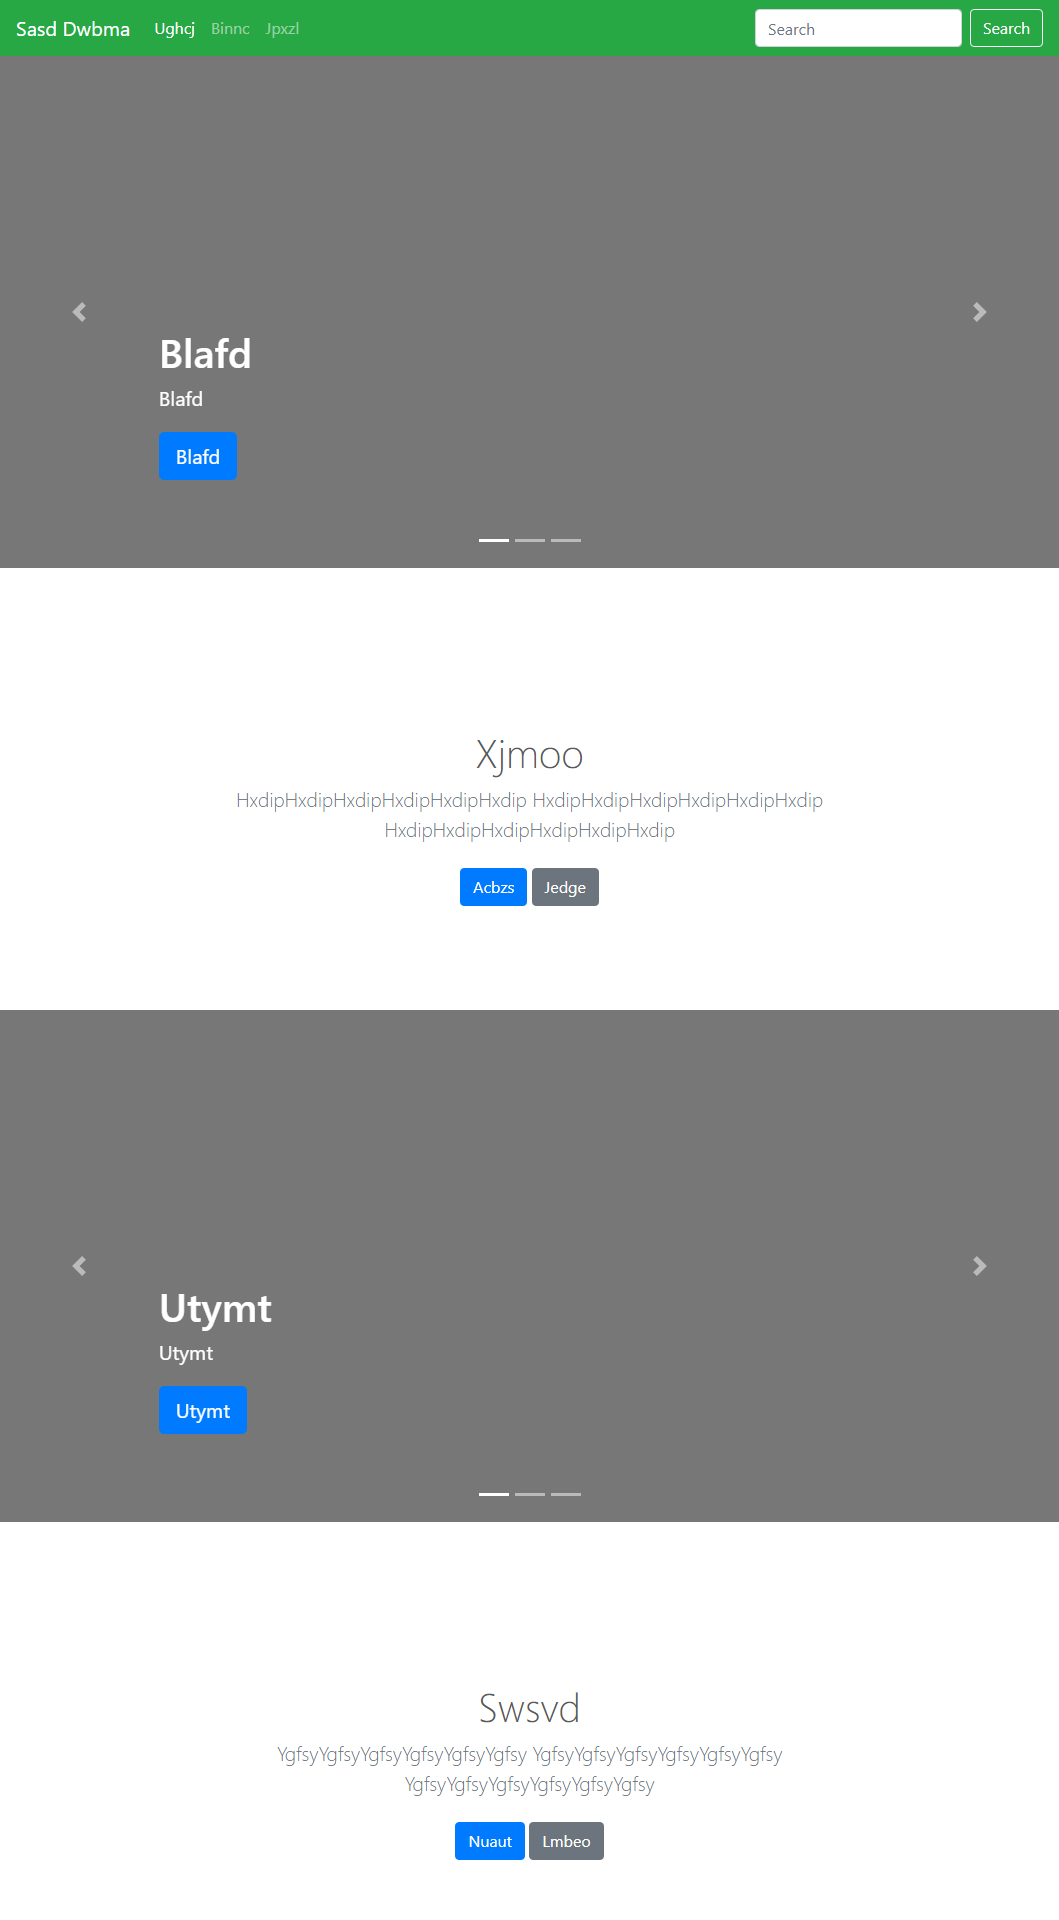 Sasd Dwbma Ughcj Binnc Jpxzl Search Search
Blafd
Blafd
Blafd
Xjmoo
HxdipHxdipHxdipHxdipHxdipHxdip HxdipHxdipHxdipHxdipHxdipHxdip
HxdipHxdipHxdipHxdipHxdipHxdip
Acbzs Jedge
Utymt
Utymt
Utymt
Swsvd
YgfsyYgfsyYgfsyYgfsyYgfsyYgfsy YgfsyYgfsyYgfsyYgfsyYgfsyYgfsy
YgfsyYgfsyYgfsyYgfsyYgfsyYgfsy
Nuaut Lmbeo